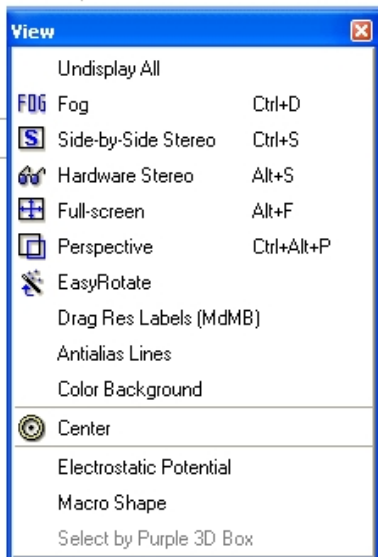 View
Undisplay All
FOG Fog Ctrl+D
S Side-by-Side Stereo Ctrl+S
Hardware Stereo Alt+S
Full-screen Alt+F
Perspective Ctrl+Alt+P
EasyRotate
Drag Res Labels (MdMB)
Antialias Lines
Color Background
Center
Electrostatic Potential
Macro Shape
Select by Purple 3D Box